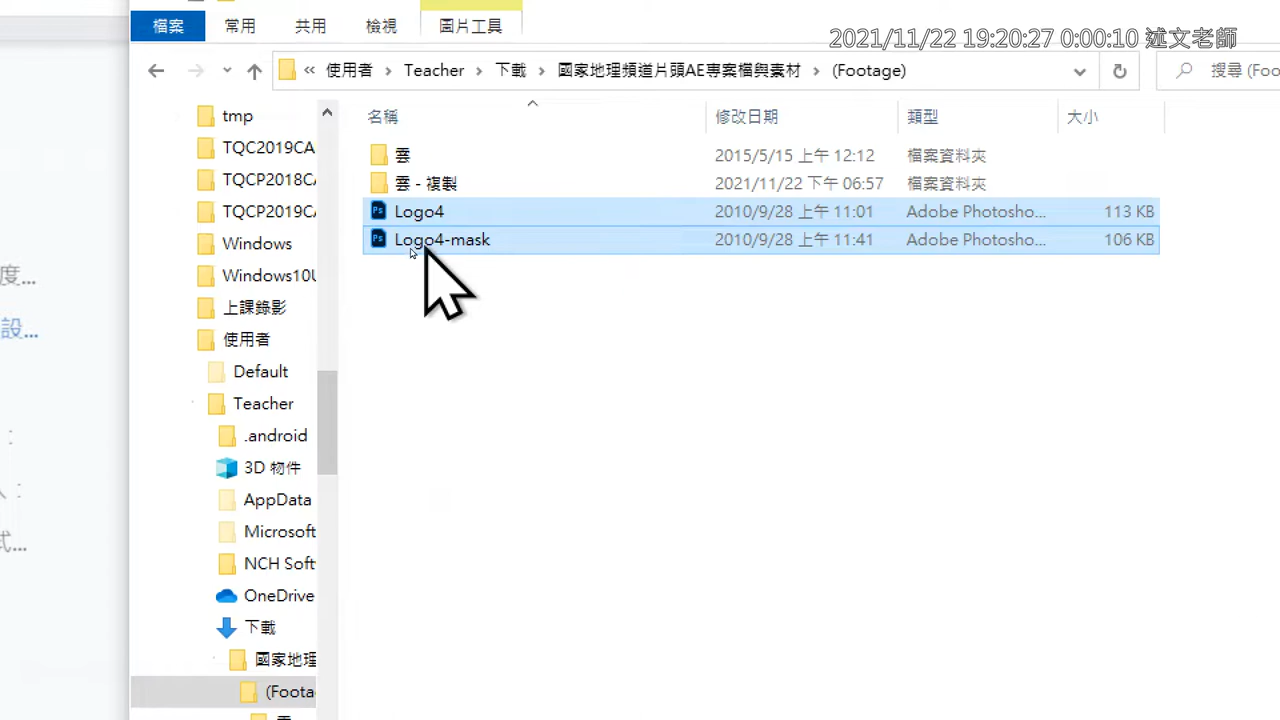 檔案 常用 共用 檢視 圖片工具
2021/11/22 19:20:27 0:00:10 述文老師
« 使用者 › Teacher › 下載 › 國家地理頻道片頭AE專案檔與素材 › (Footage)
搜尋 (Foo
名稱 修改日期 類型 大小
雲 2015/5/15 上午 12:12 檔案資料夾
雲 - 複製 2021/11/22 下午 06:57 檔案資料夾
Logo4 2010/9/28 上午 11:01 Adobe Photosho... 113 KB
Logo4-mask 2010/9/28 上午 11:41 Adobe Photosho... 106 KB
tmp
TQC2019CA
TQCP2018CA
TQCP2019CA
Windows
Windows10U
上課錄影
使用者
Default
Teacher
.android
3D 物件
AppData
Microsoft
NCH Soft
OneDrive
下載
國家地理
(Foota
雲
度...
設...
式...